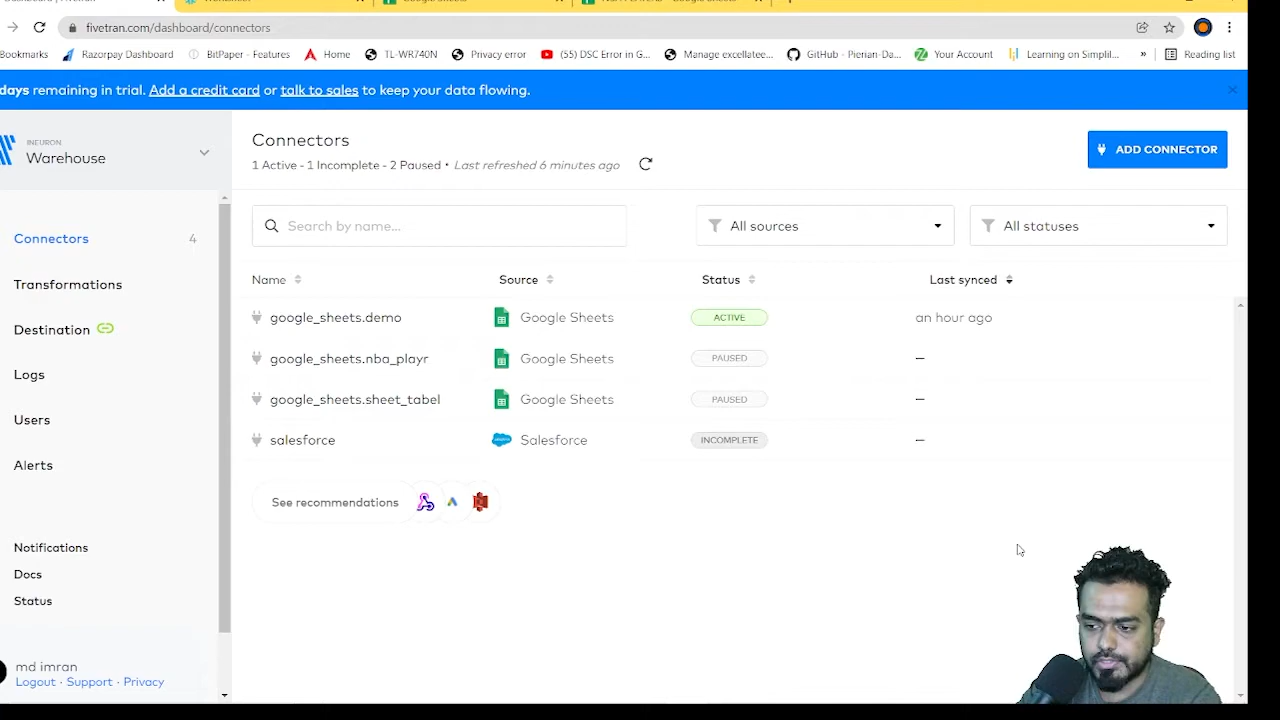 fivetran.com/dashboard/connectors
Bookmarks Razorpay Dashboard BitPaper - Features Home TL-WR740N Privacy error (55) DSC Error in G... Manage excellatee... GitHub - Pierian-Da... Your Account Learning on Simplil... » Reading list
days remaining in trial. Add a credit card or talk to sales to keep your data flowing.
INEURON
Warehouse
Connectors 4
Transformations
Destination
Logs
Users
Alerts
Notifications
Docs
Status
md imran
Logout · Support · Privacy
Connectors
1 Active - 1 Incomplete - 2 Paused • Last refreshed 6 minutes ago
ADD CONNECTOR
Search by name...
All sources
All statuses
Name Source Status Last synced
google_sheets.demo Google Sheets ACTIVE an hour ago
google_sheets.nba_playr Google Sheets PAUSED –
google_sheets.sheet_tabel Google Sheets PAUSED –
salesforce Salesforce INCOMPLETE –
See recommendations